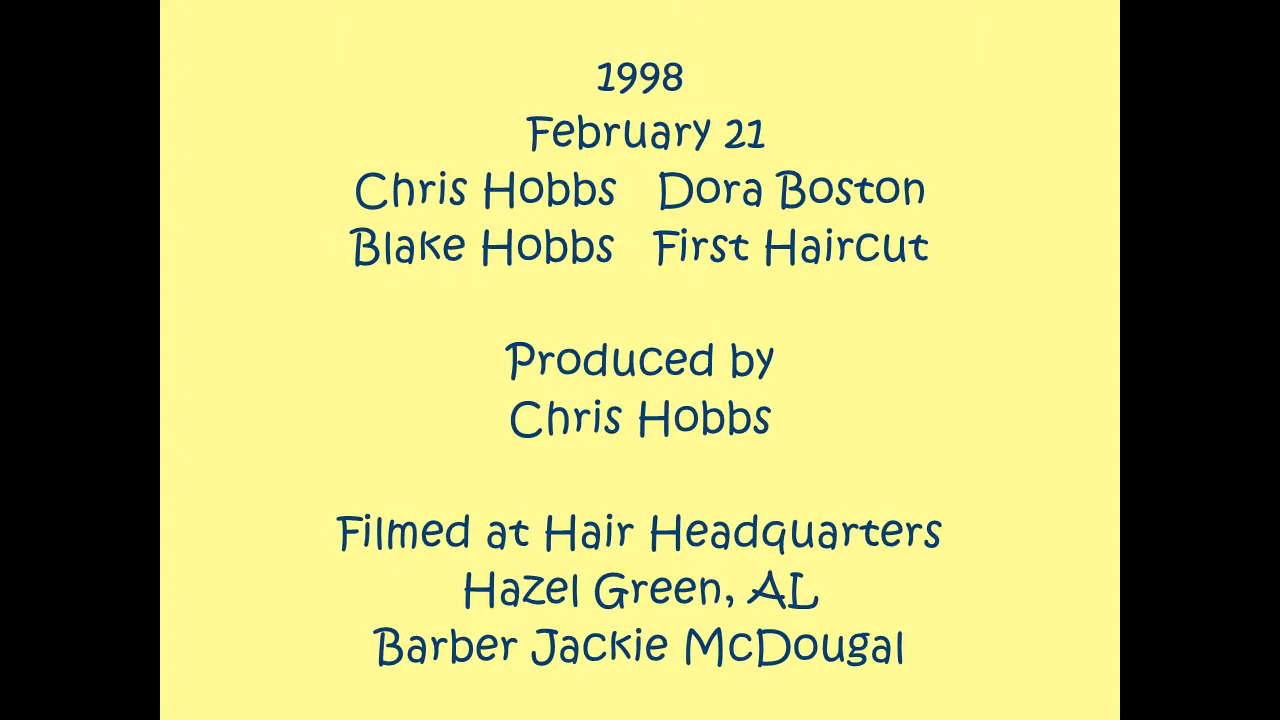 1998
February 21
Chris Hobbs Dora Boston
Blake Hobbs First Haircut
Produced by
Chris Hobbs
Filmed at Hair Headquarters
Hazel Green, AL
Barber Jackie McDougal